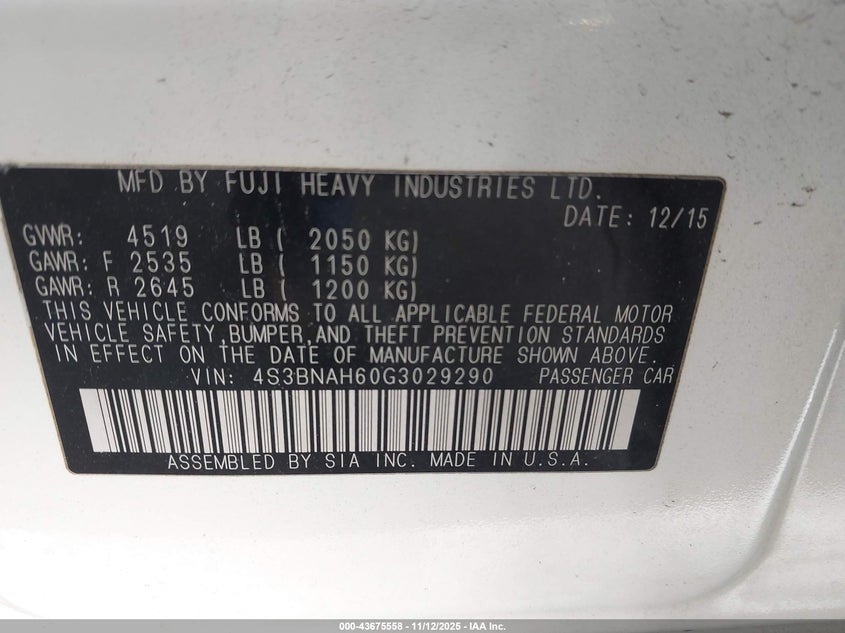 MFD BY FUJI HEAVY INDUSTRIES LTD.
DATE: 12/15
GVWR: 4519 LB ( 2050 KG)
GAWR: F 2535 LB ( 1150 KG)
GAWR: R 2645 LB ( 1200 KG)
THIS VEHICLE CONFORMS TO ALL APPLICABLE FEDERAL MOTOR
VEHICLE SAFETY,BUMPER,AND THEFT PREVENTION STANDARDS
IN EFFECT ON THE DATE OF MANUFACTURE SHOWN ABOVE.
VIN: 4S3BNAH60G3029290 PASSENGER CAR
ASSEMBLED BY SIA INC. MADE IN U.S.A.
000-43675558 - 11/12/2025 - IAA Inc.